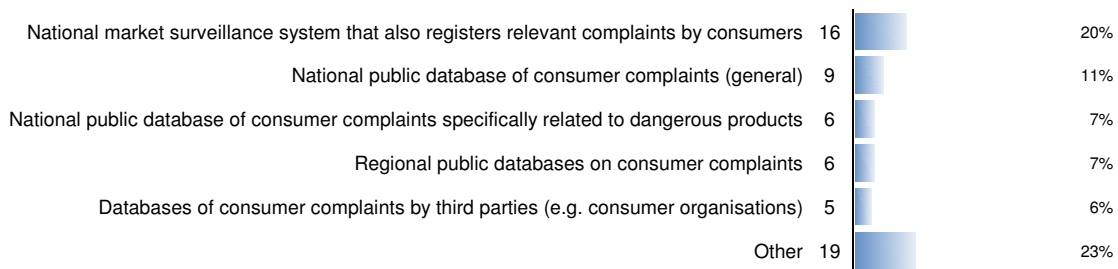 National market surveillance system that also registers relevant complaints by consumers 16 20%
National public database of consumer complaints (general) 9 11%
National public database of consumer complaints specifically related to dangerous products 6 7%
Regional public databases on consumer complaints 6 7%
Databases of consumer complaints by third parties (e.g. consumer organisations) 5 6%
Other 19 23%